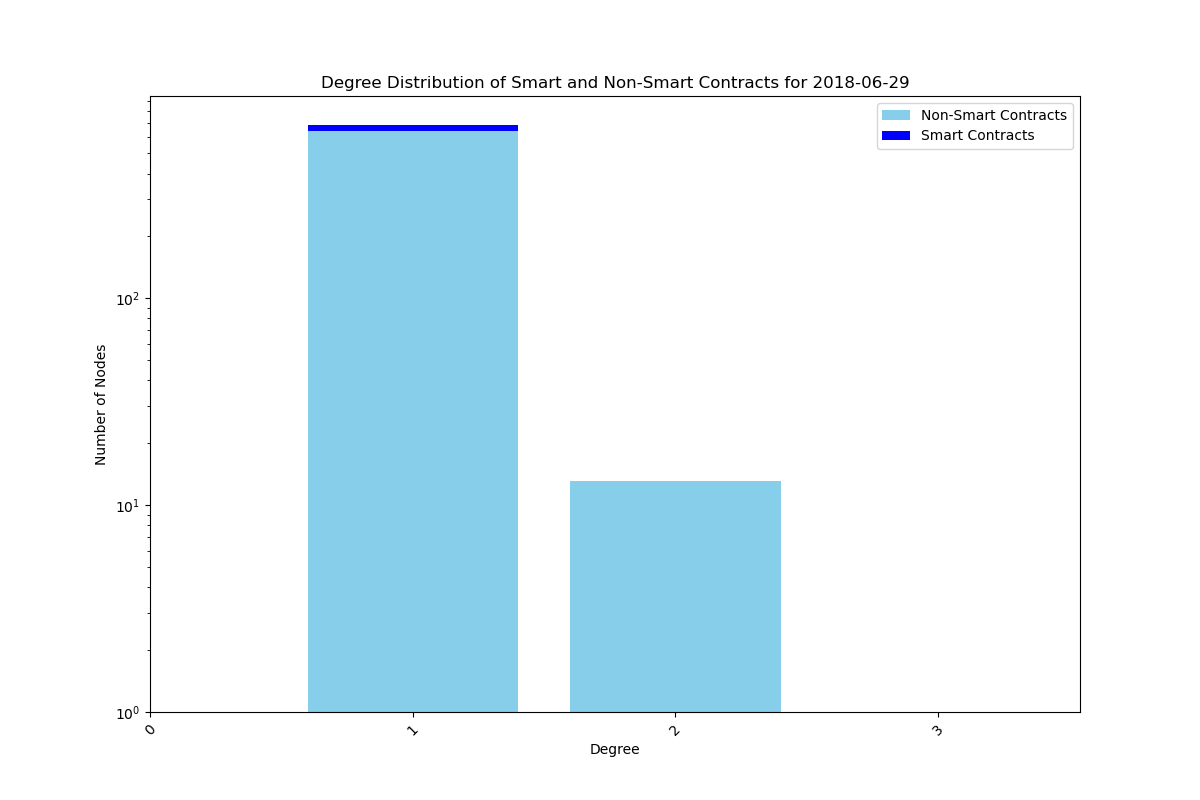 Degree Distribution of Smart and Non-Smart Contracts for 2018-06-29
Non-Smart Contracts
Smart Contracts
Number of Nodes
10²
10¹
10⁰
0
1
2
3
Degree